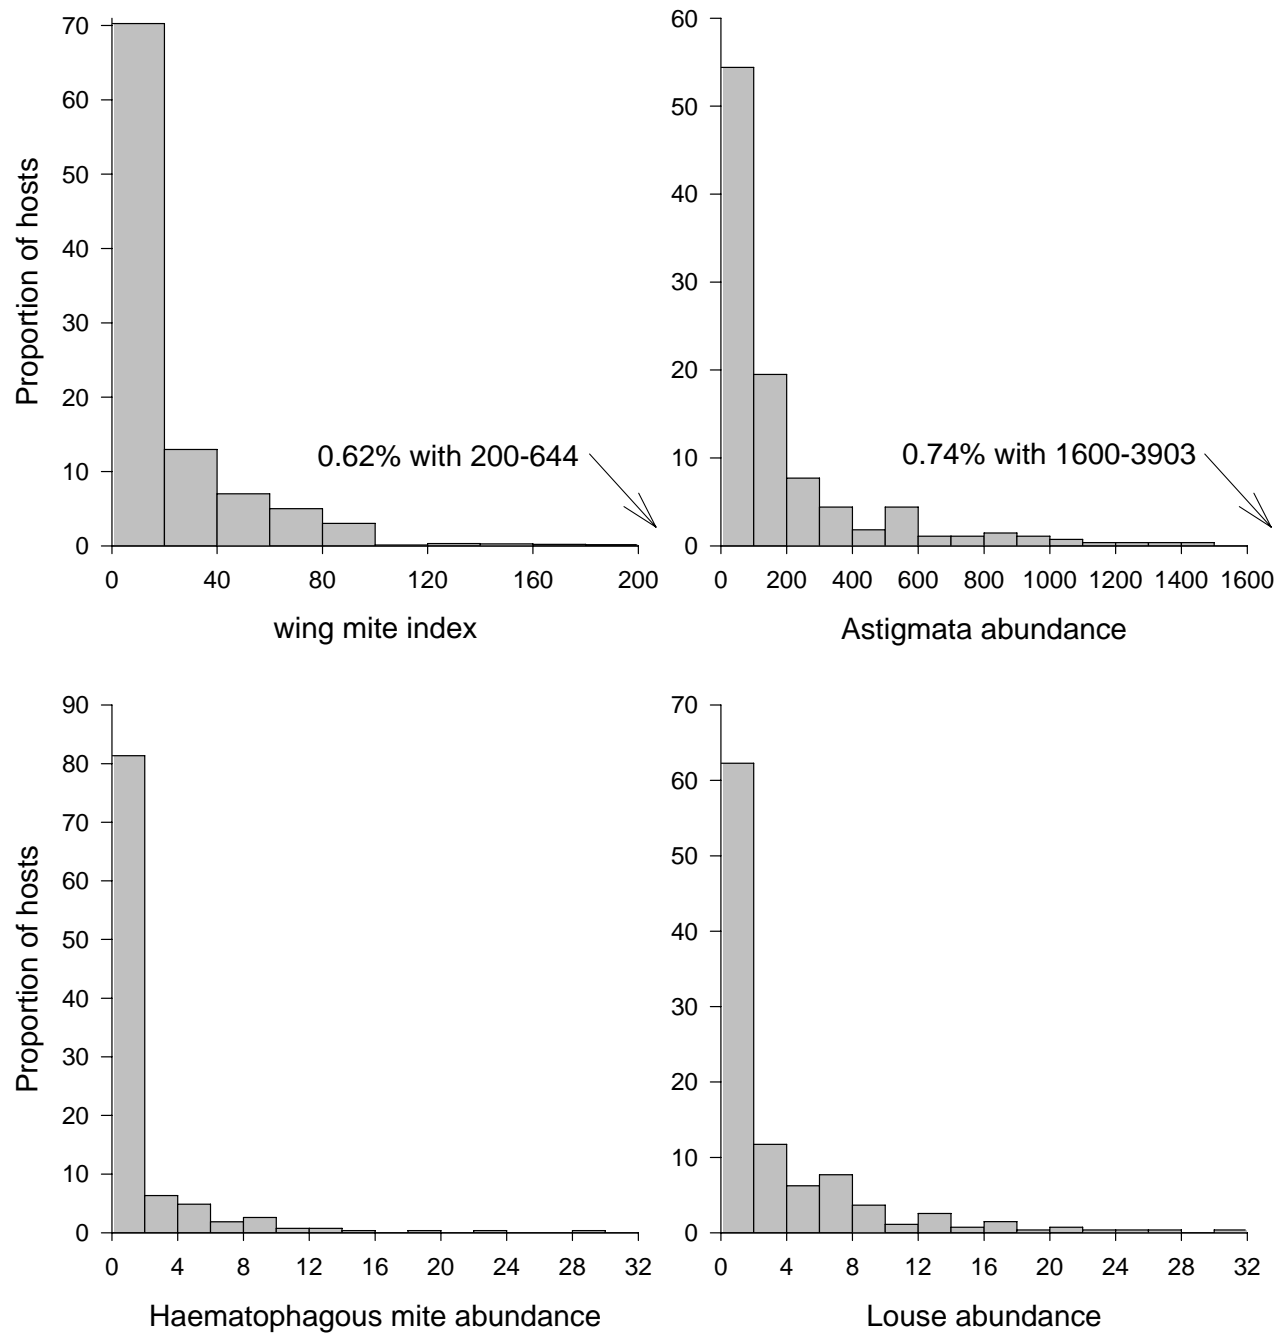 70
60
50
40
30
20
10
0
Proportion of hosts
0.62% with 200-644
0 40 80 120 160 200
wing mite index
60
50
40
30
20
10
0
0.74% with 1600-3903
0 200 400 600 800 1000 1200 1400 1600
Astigmata abundance
90
80
70
60
50
40
30
20
10
0
Proportion of hosts
0 4 8 12 16 20 24 28 32
Haematophagous mite abundance
70
60
50
40
30
20
10
0
0 4 8 12 16 20 24 28 32
Louse abundance